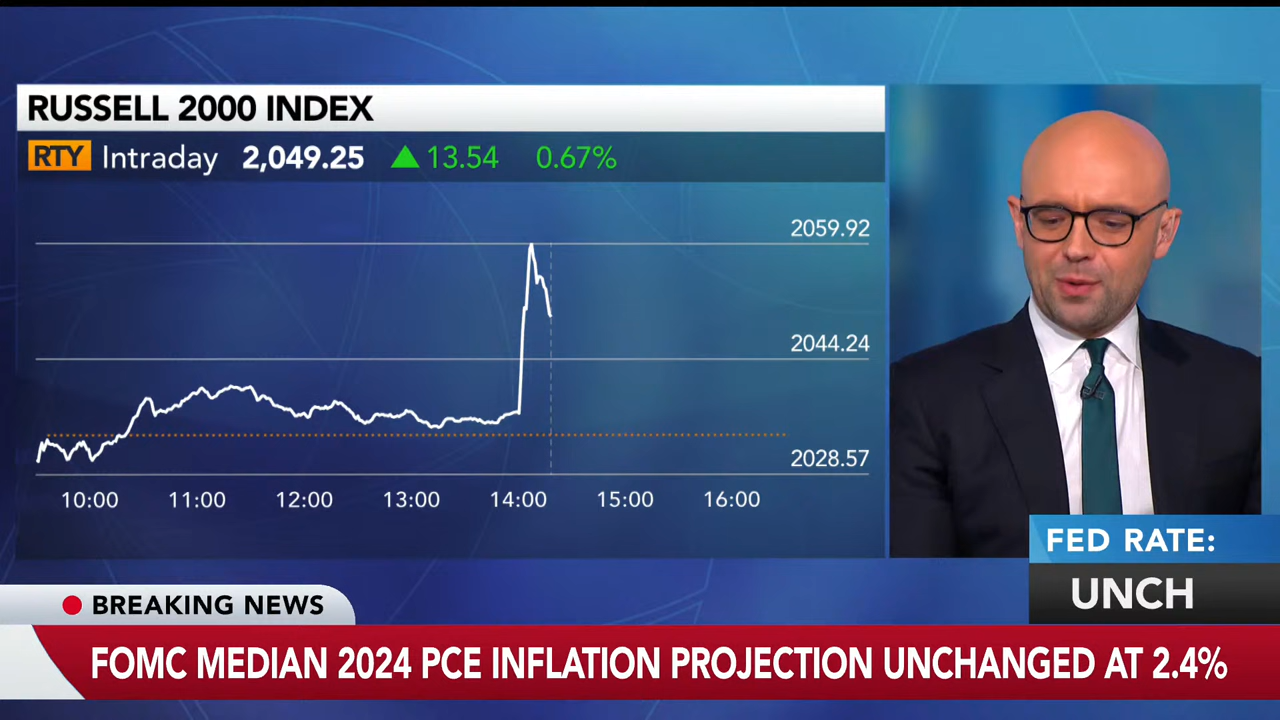 RUSSELL 2000 INDEX
RTY Intraday 2,049.25 ▲ 13.54 0.67%
2059.92
2044.24
2028.57
10:00 11:00 12:00 13:00 14:00 15:00 16:00
FED RATE:
UNCH
BREAKING NEWS
FOMC MEDIAN 2024 PCE INFLATION PROJECTION UNCHANGED AT 2.4%